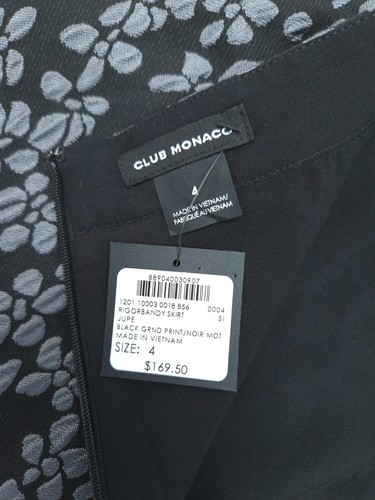 CLUB MONACO
4
MADE IN VIETNAM/
FABRIQUÉ AU VIETNAM
889040030907
1201 10003 0018 856 0004
RIGORBANDY SKIRT SI
JUPE
BLACK GRND PRINT/NOIR MOT
MADE IN VIETNAM
SIZE: 4
$169.50